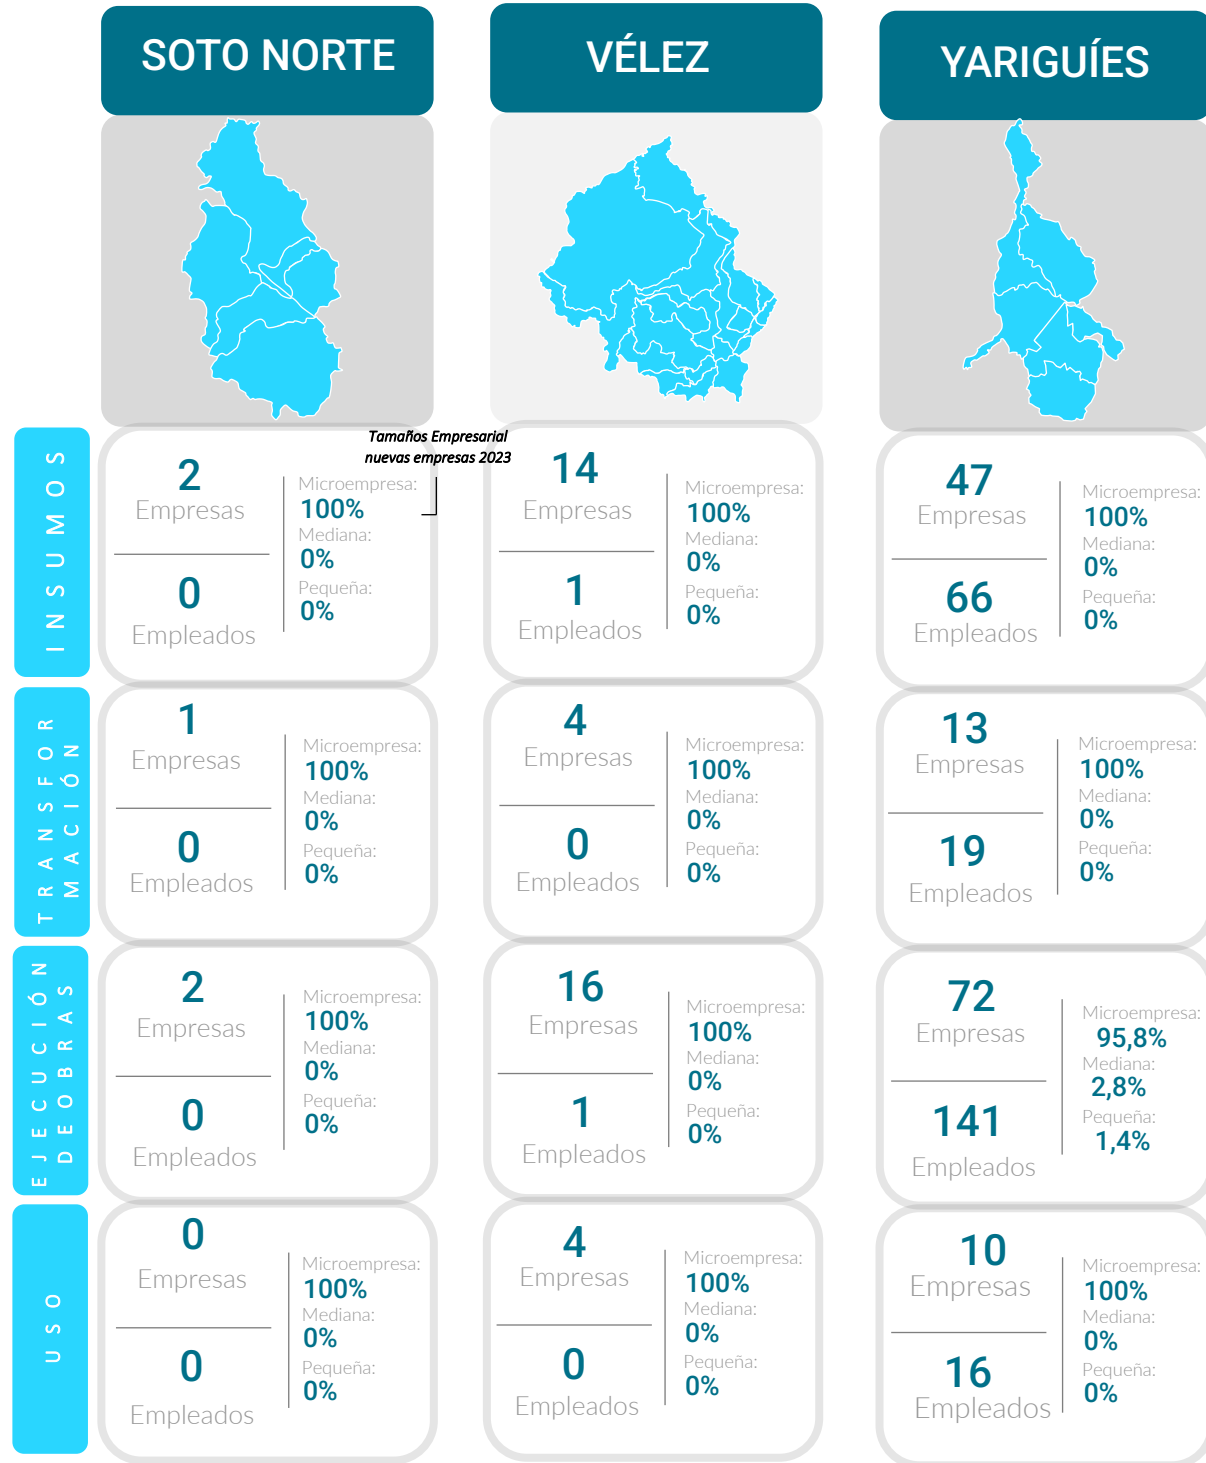 SOTO NORTE
VÉLEZ
YARIGUÍES
INSUMOS
2
Empresas
0
Empleados
Tamaños Empresarial
nuevas empresas 2023
Microempresa:
100%
Mediana:
0%
Pequeña:
0%
14
Empresas
1
Empleados
Microempresa:
100%
Mediana:
0%
Pequeña:
0%
47
Empresas
66
Empleados
Microempresa:
100%
Mediana:
0%
Pequeña:
0%
TRANSFOR
MACIÓN
1
Empresas
0
Empleados
Microempresa:
100%
Mediana:
0%
Pequeña:
0%
4
Empresas
0
Empleados
Microempresa:
100%
Mediana:
0%
Pequeña:
0%
13
Empresas
19
Empleados
Microempresa:
100%
Mediana:
0%
Pequeña:
0%
EJECUCIÓN
DEOBRAS
2
Empresas
0
Empleados
Microempresa:
100%
Mediana:
0%
Pequeña:
0%
16
Empresas
1
Empleados
Microempresa:
100%
Mediana:
0%
Pequeña:
0%
72
Empresas
141
Empleados
Microempresa:
95,8%
Mediana:
2,8%
Pequeña:
1,4%
USO
0
Empresas
0
Empleados
Microempresa:
100%
Mediana:
0%
Pequeña:
0%
4
Empresas
0
Empleados
Microempresa:
100%
Mediana:
0%
Pequeña:
0%
10
Empresas
16
Empleados
Microempresa:
100%
Mediana:
0%
Pequeña:
0%